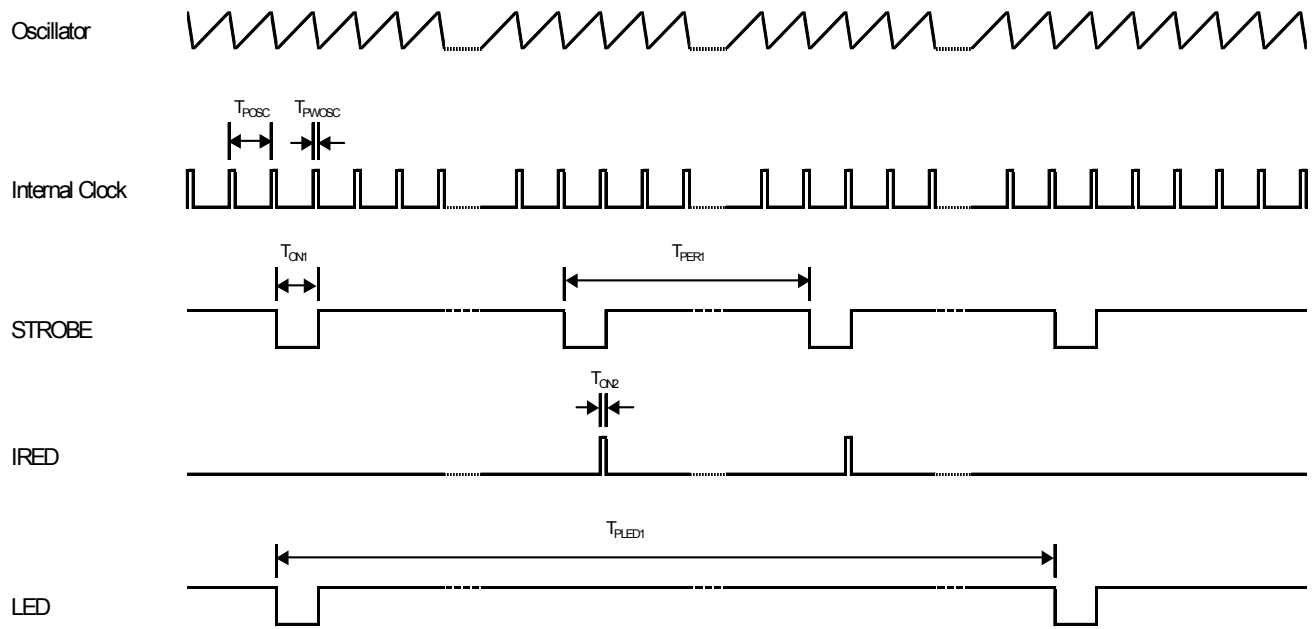 Oscillator
TPOSC TPWOSC
Internal Clock
TON1 TPER1
STROBE
TON2
IRED
TPLED1
LED